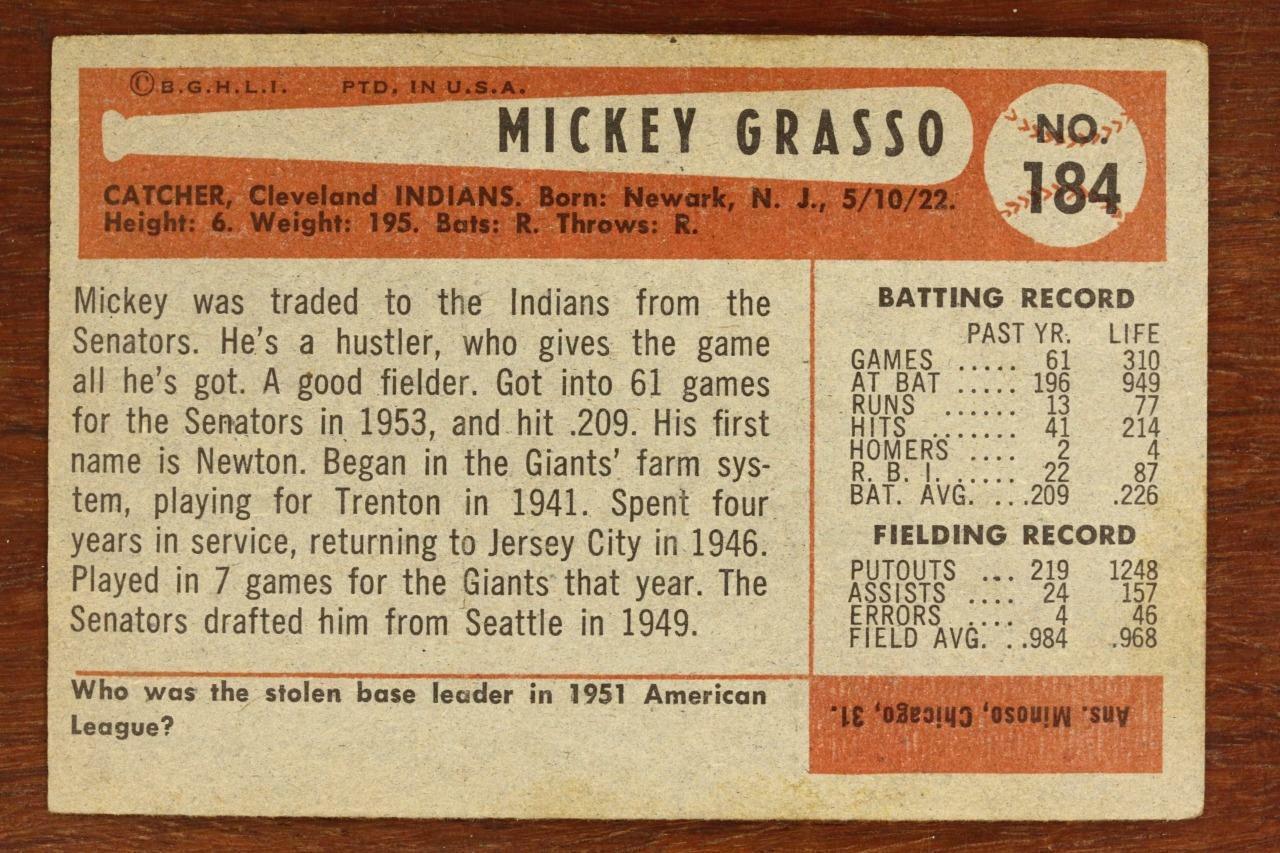 ©B.G.H.L.I. PTD. IN U.S.A.
MICKEY GRASSO
NO.
184
CATCHER, Cleveland INDIANS. Born: Newark, N. J., 5/10/22.
Height: 6. Weight: 195. Bats: R. Throws: R.
Mickey was traded to the Indians from the
Senators. He's a hustler, who gives the game
all he's got. A good fielder. Got into 61 games
for the Senators in 1953, and hit .209. His first
name is Newton. Began in the Giants' farm sys-
tem, playing for Trenton in 1941. Spent four
years in service, returning to Jersey City in 1946.
Played in 7 games for the Giants that year. The
Senators drafted him from Seattle in 1949.
Who was the stolen base leader in 1951 American
League?
BATTING RECORD
PAST YR. LIFE
GAMES ..... 61 310
AT BAT ..... 196 949
RUNS ...... 13 77
HITS ....... 41 214
HOMERS .... 2 4
R. B. I. ..... 22 87
BAT. AVG. ...209 .226
FIELDING RECORD
PUTOUTS ... 219 1248
ASSISTS .... 24 157
ERRORS .... 4 46
FIELD AVG. ...984 .968
Ans. Minoso, Chicago, 31.